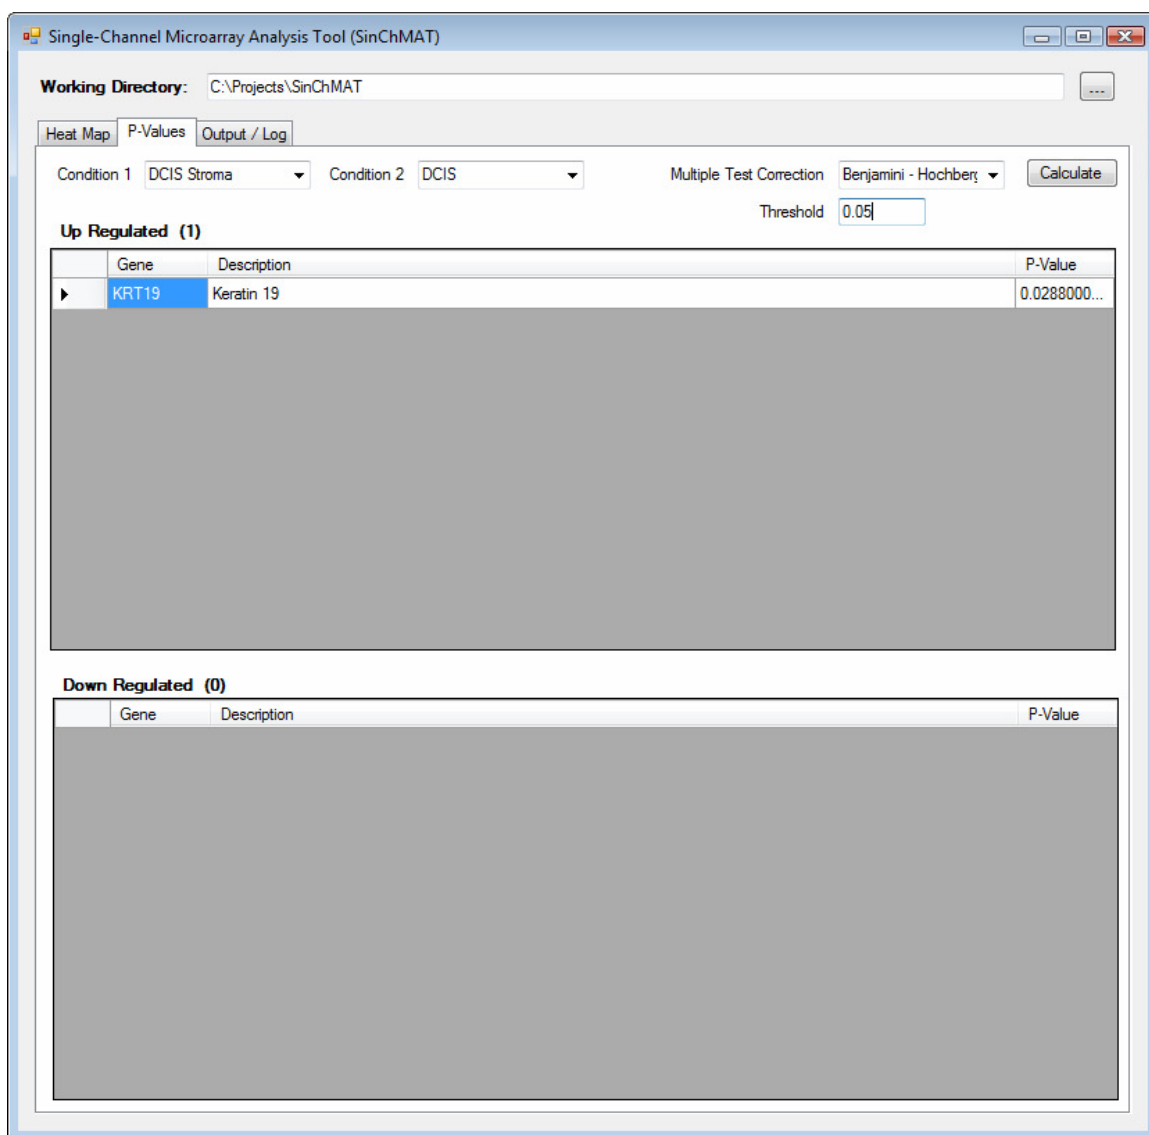 Single-Channel Microarray Analysis Tool (SinChMAT)
Working Directory: C:\Projects\SinChMAT ...
Heat Map P-Values Output / Log
Condition 1 DCIS Stroma Condition 2 DCIS Multiple Test Correction Benjamini - Hochberg Calculate
Threshold 0.05
Up Regulated (1)
Gene Description P-Value
KRT19 Keratin 19 0.0288000...
Down Regulated (0)
Gene Description P-Value